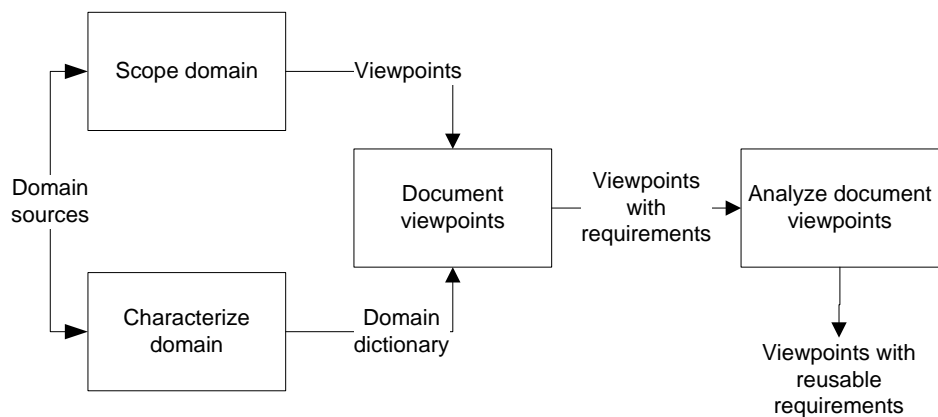 Scope domain
Viewpoints
Domain
sources
Document
viewpoints
Viewpoints
with
requirements
Analyze document
viewpoints
Characterize
domain
Domain
dictionary
Viewpoints with
reusable
requirements